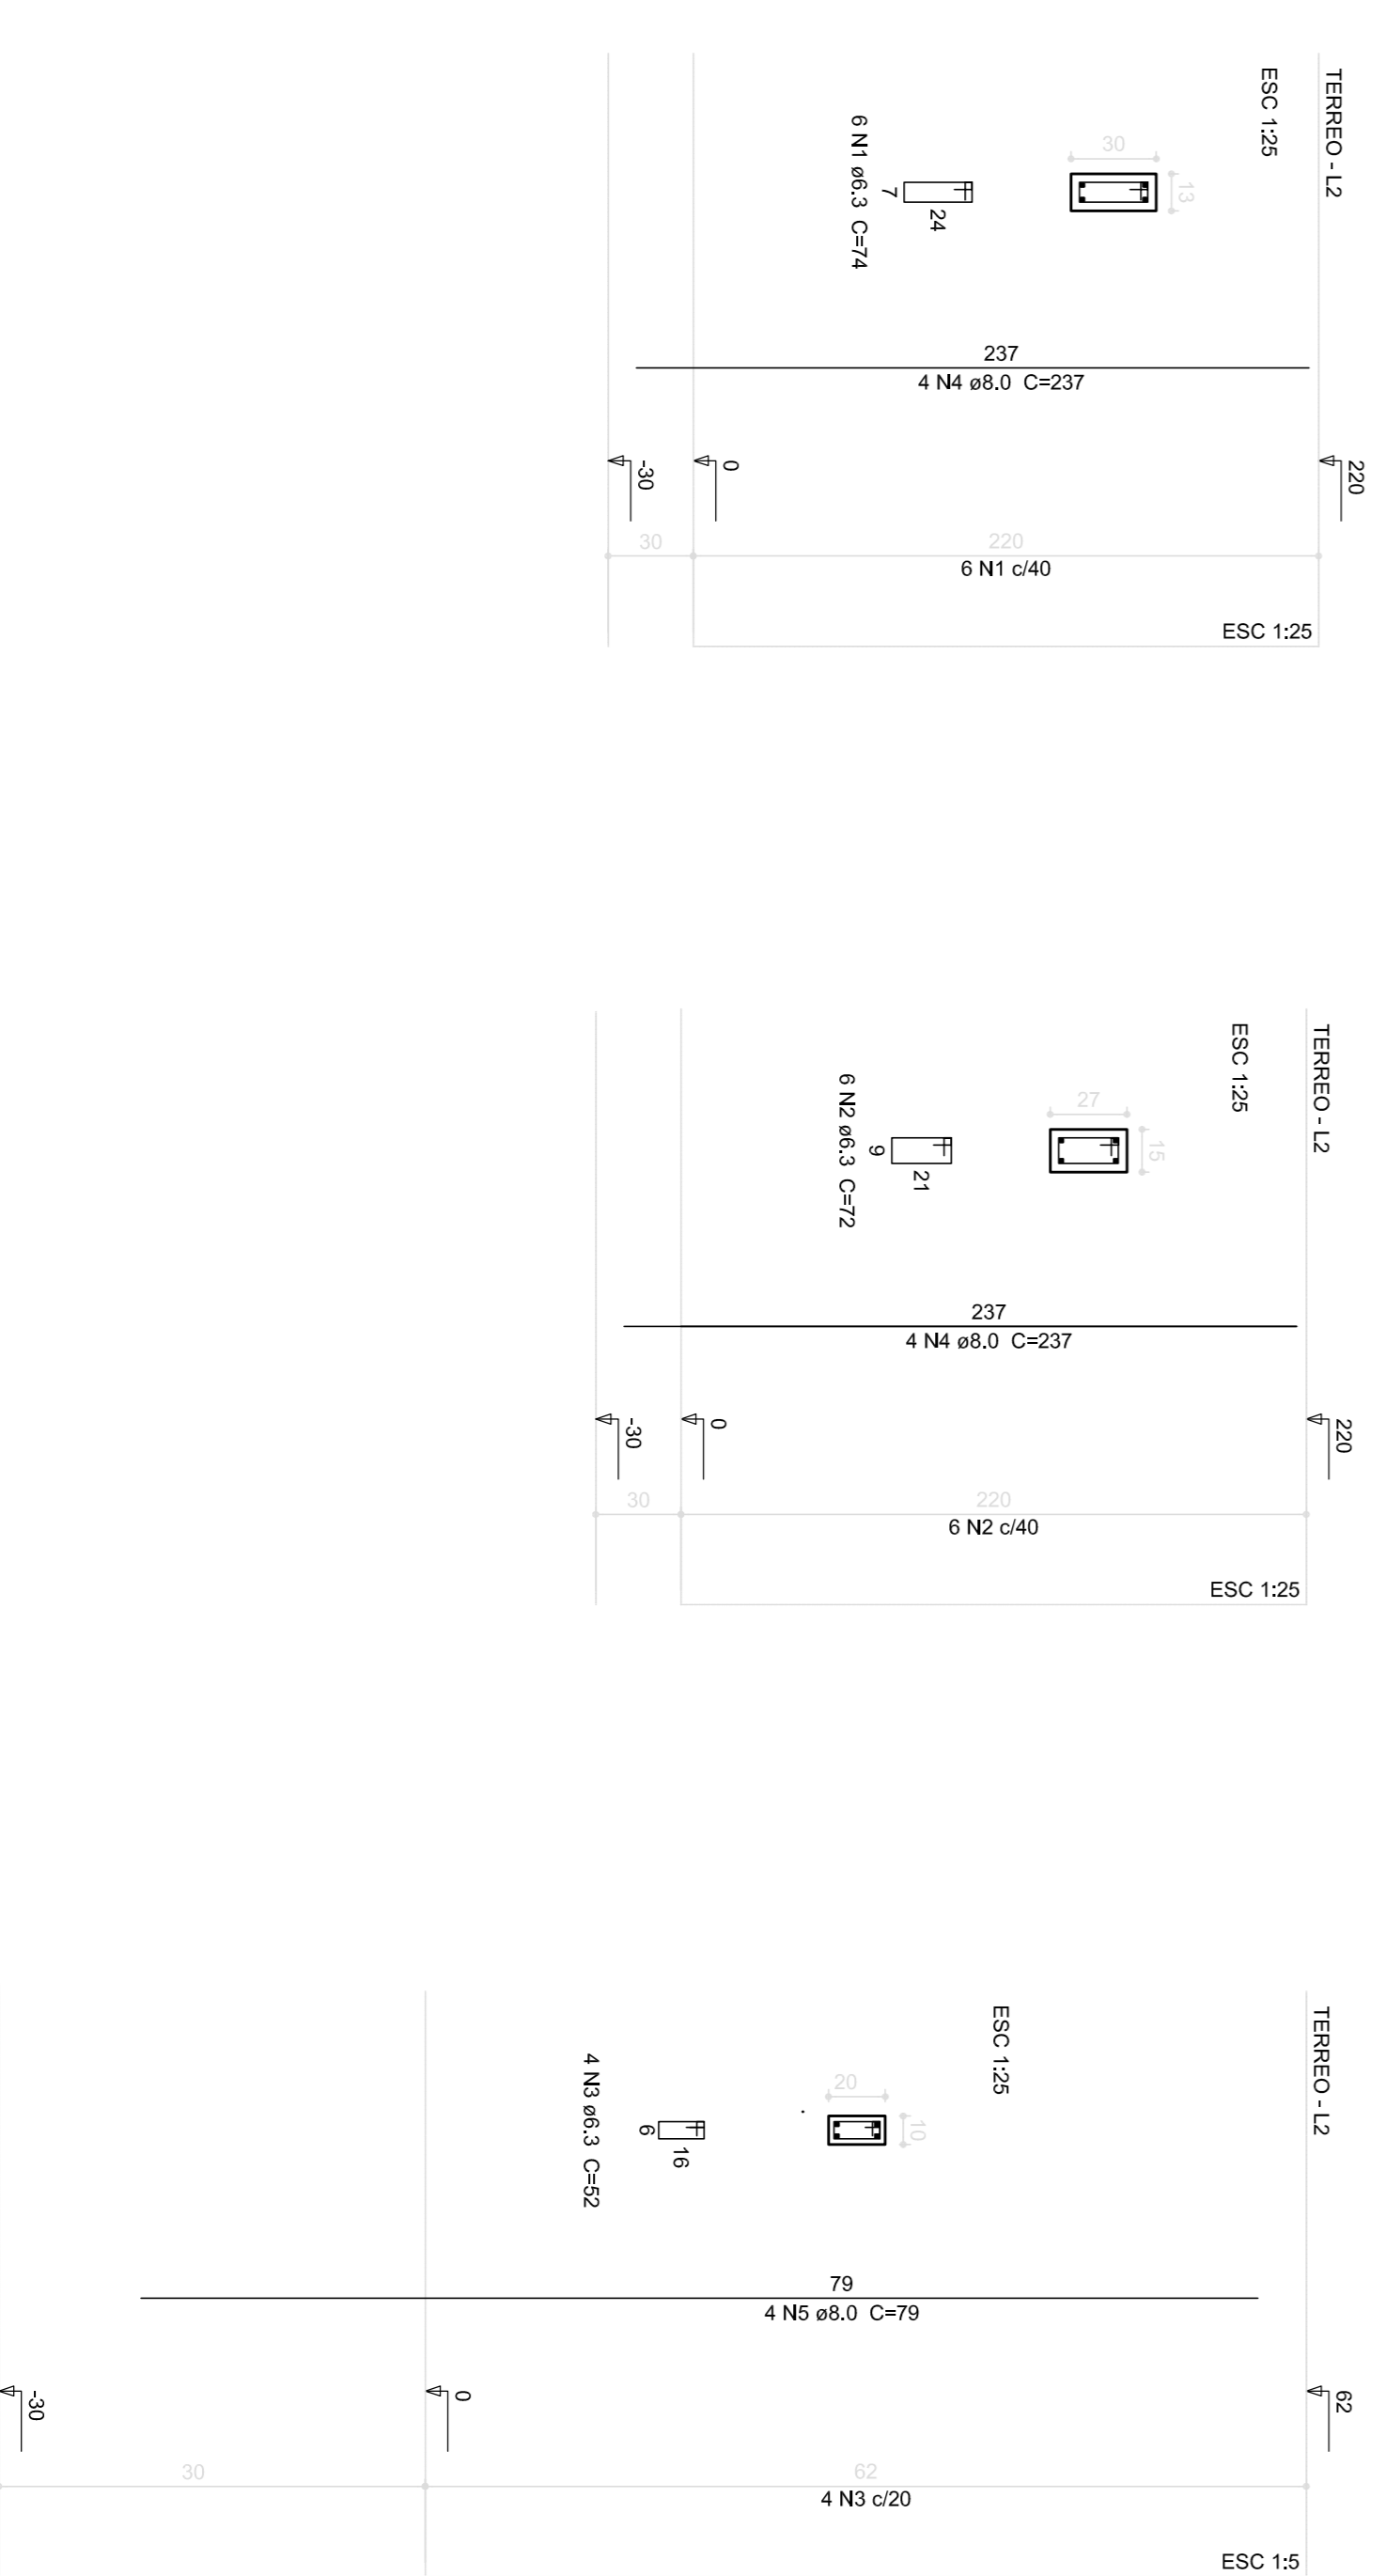 TERREO - L2
ESC 1:25
30
13
6 N1 ø6.3  C=74
7
24
237
4 N4 ø8.0  C=237
-30
0
220
30
220
6 N1 c/40
ESC 1:25
TERREO - L2
ESC 1:25
27
15
6 N2 ø6.3  C=72
9
21
237
4 N4 ø8.0  C=237
-30
0
220
30
220
6 N2 c/40
ESC 1:25
TERREO - L2
ESC 1:25
20
10
4 N3 ø6.3  C=52
6
16
79
4 N5 ø8.0  C=79
-30
0
62
30
62
4 N3 c/20
ESC 1:5